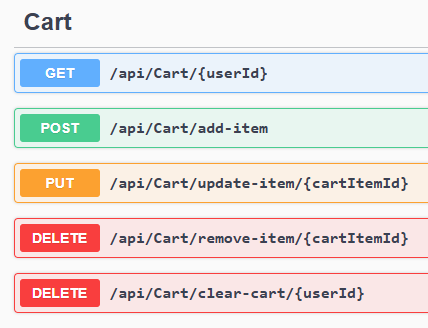 Cart
GET /api/Cart/{userId}
POST /api/Cart/add-item
PUT /api/Cart/update-item/{cartItemId}
DELETE /api/Cart/remove-item/{cartItemId}
DELETE /api/Cart/clear-cart/{userId}